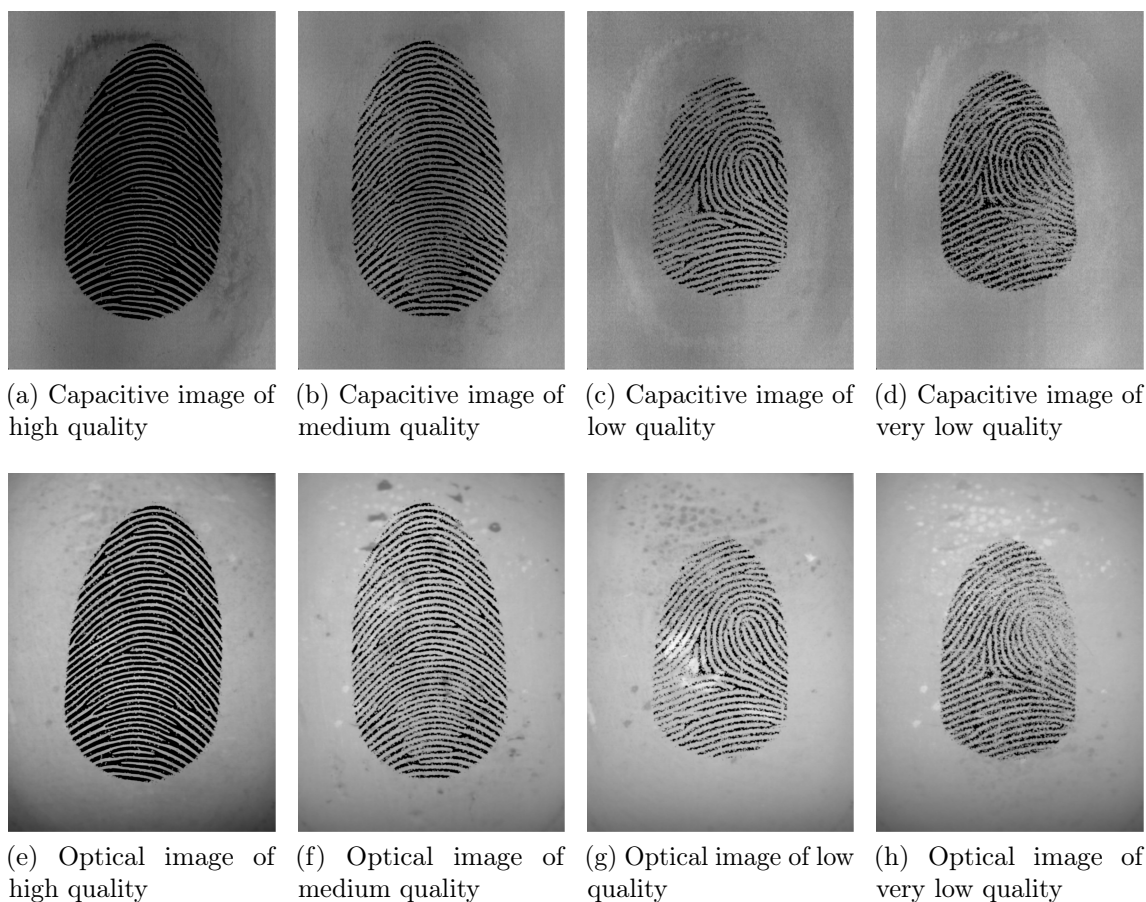 (a) Capacitive image of
high quality
(b) Capacitive image of
medium quality
(c) Capacitive image of
low quality
(d) Capacitive image of
very low quality
(e) Optical image of
high quality
(f) Optical image of
medium quality
(g) Optical image of low
quality
(h) Optical image of
very low quality